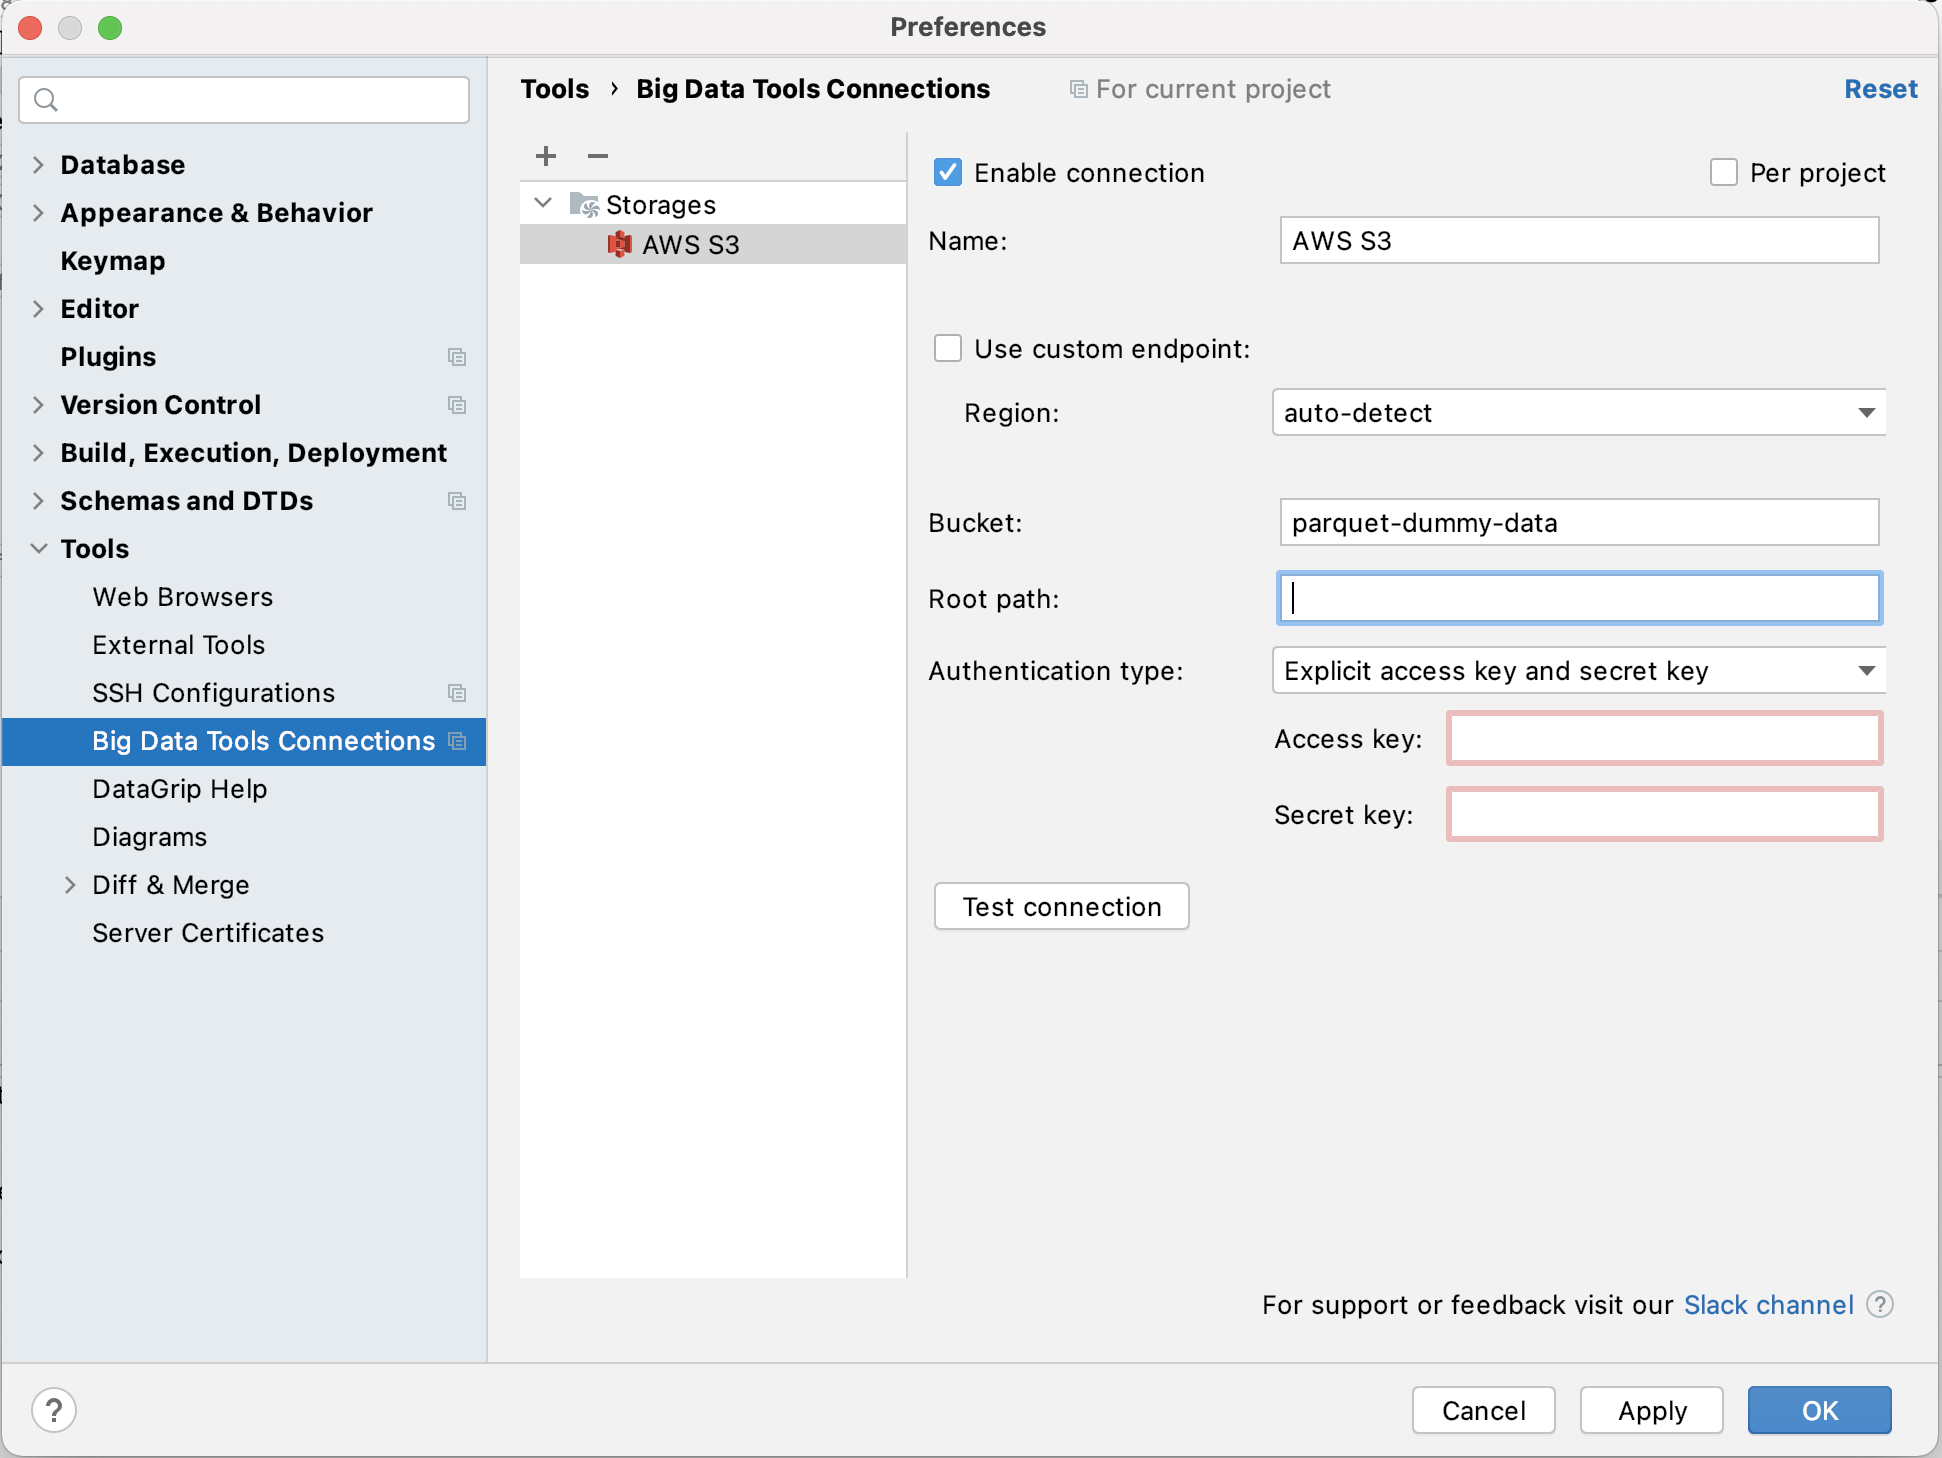 Preferences
Tools › Big Data Tools Connections
For current project
Reset
Database
Appearance & Behavior
Keymap
Editor
Plugins
Version Control
Build, Execution, Deployment
Schemas and DTDs
Tools
Web Browsers
External Tools
SSH Configurations
Big Data Tools Connections
DataGrip Help
Diagrams
Diff & Merge
Server Certificates
Storages
AWS S3
Enable connection
Per project
Name: AWS S3
Use custom endpoint:
Region: auto-detect
Bucket: parquet-dummy-data
Root path:
Authentication type: Explicit access key and secret key
Access key:
Secret key:
Test connection
For support or feedback visit our Slack channel ?
?
Cancel
Apply
OK